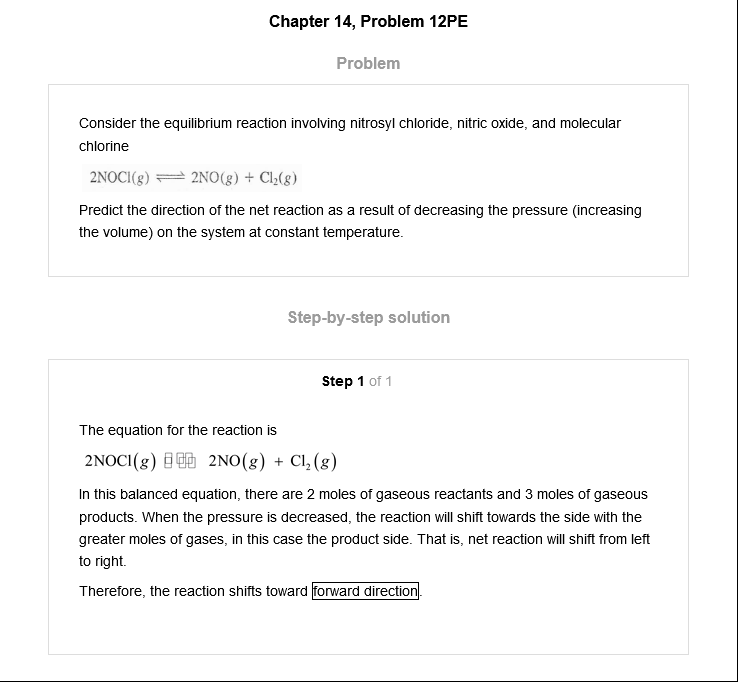 Chapter 14, Problem 12PE
Problem
Consider the equilibrium reaction involving nitrosyl chloride, nitric oxide, and molecular
chlorine
2NOCl(g) ⇌ 2NO(g) + Cl₂(g)
Predict the direction of the net reaction as a result of decreasing the pressure (increasing
the volume) on the system at constant temperature.
Step-by-step solution
Step 1 of 1
The equation for the reaction is
2NOCl(g) 2NO(g) + Cl₂(g)
In this balanced equation, there are 2 moles of gaseous reactants and 3 moles of gaseous
products. When the pressure is decreased, the reaction will shift towards the side with the
greater moles of gases, in this case the product side. That is, net reaction will shift from left
to right.
Therefore, the reaction shifts toward forward direction.